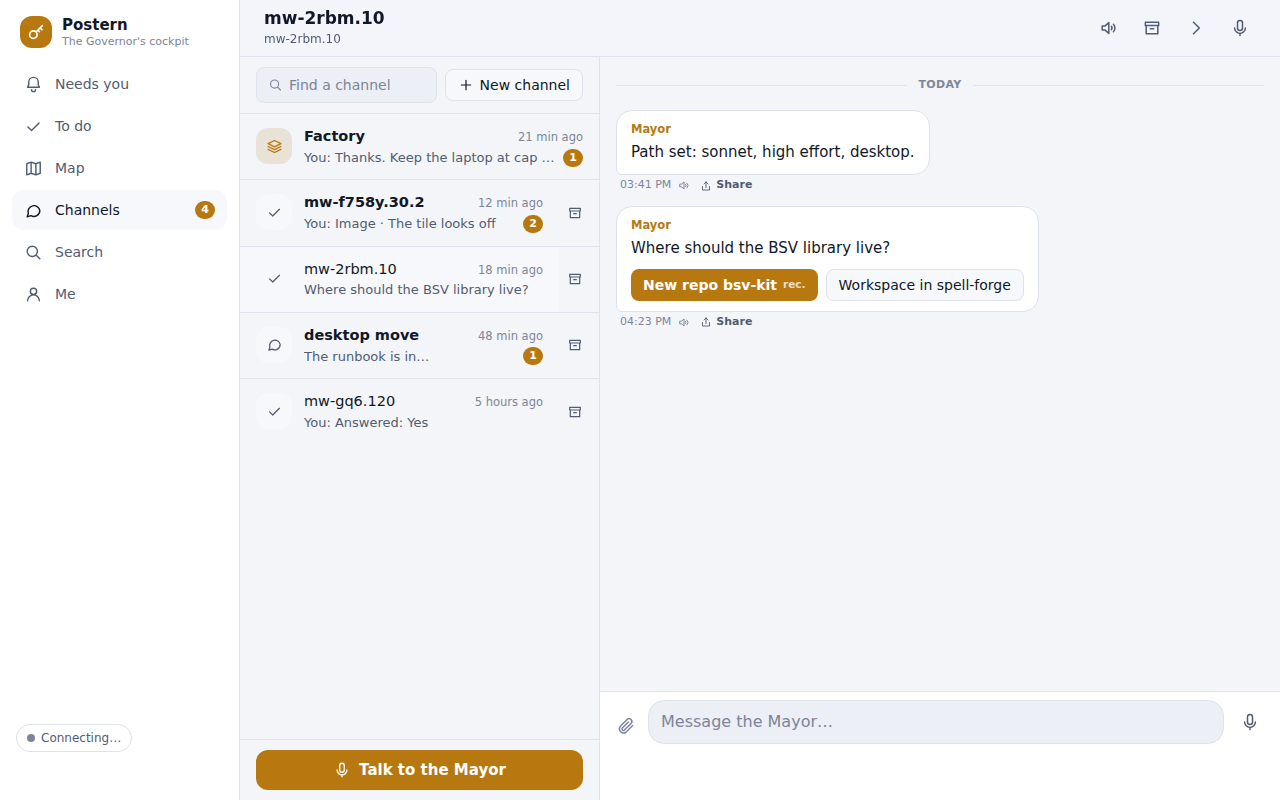 Postern
The Governor's cockpit
Needs you
To do
Map
Channels 4
Search
Me
Connecting…
mw-2rbm.10
mw-2rbm.10
Find a channel
New channel
Factory 21 min ago
You: Thanks. Keep the laptop at cap … 1
mw-f758y.30.2 12 min ago
You: Image · The tile looks off 2
mw-2rbm.10 18 min ago
Where should the BSV library live?
desktop move 48 min ago
The runbook is in… 1
mw-gq6.120 5 hours ago
You: Answered: Yes
Talk to the Mayor
TODAY
Mayor
Path set: sonnet, high effort, desktop.
03:41 PM Share
Mayor
Where should the BSV library live?
New repo bsv-kit rec. Workspace in spell-forge
04:23 PM Share
Message the Mayor…